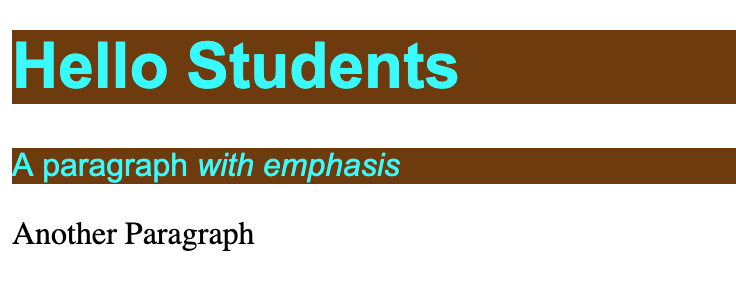 Hello Students
A paragraph with emphasis
Another Paragraph